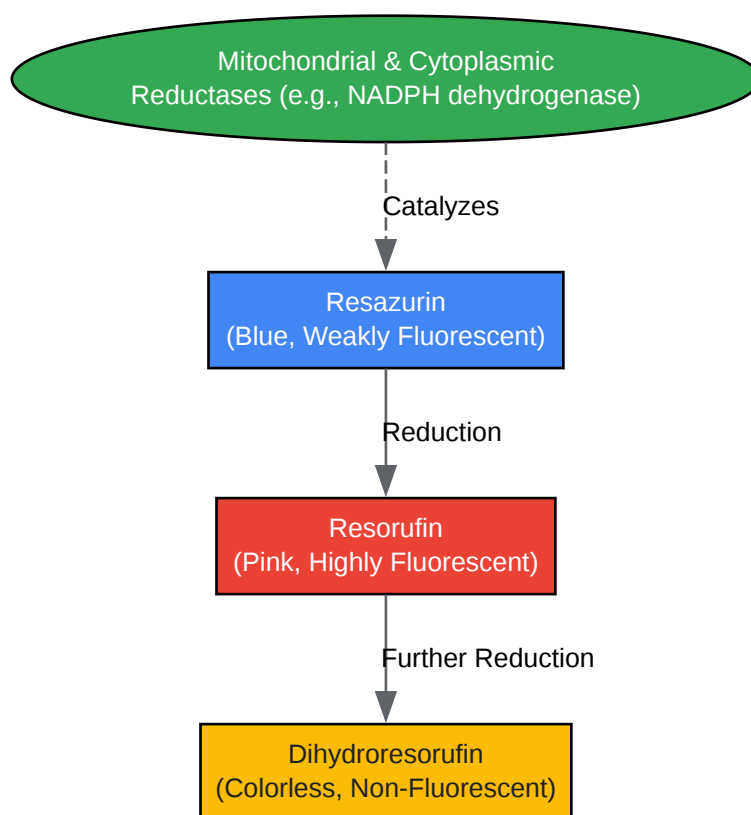 Mitochondrial & Cytoplasmic
Reductases (e.g., NADPH dehydrogenase)
Catalyzes
Resazurin
(Blue, Weakly Fluorescent)
Reduction
Resorufin
(Pink, Highly Fluorescent)
Further Reduction
Dihydroresorufin
(Colorless, Non-Fluorescent)